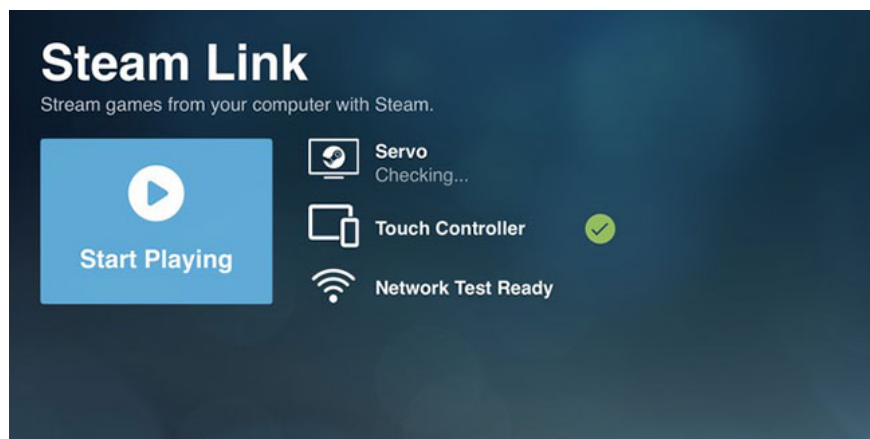 Steam Link
Stream games from your computer with Steam.
Start Playing
Servo
Checking...
Touch Controller
Network Test Ready